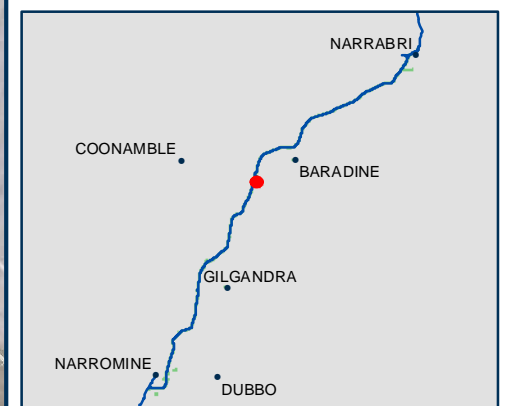 NARRABRI
COONAMBLE
BARADINE
GILGANDRA
NARROMINE
DUBBO